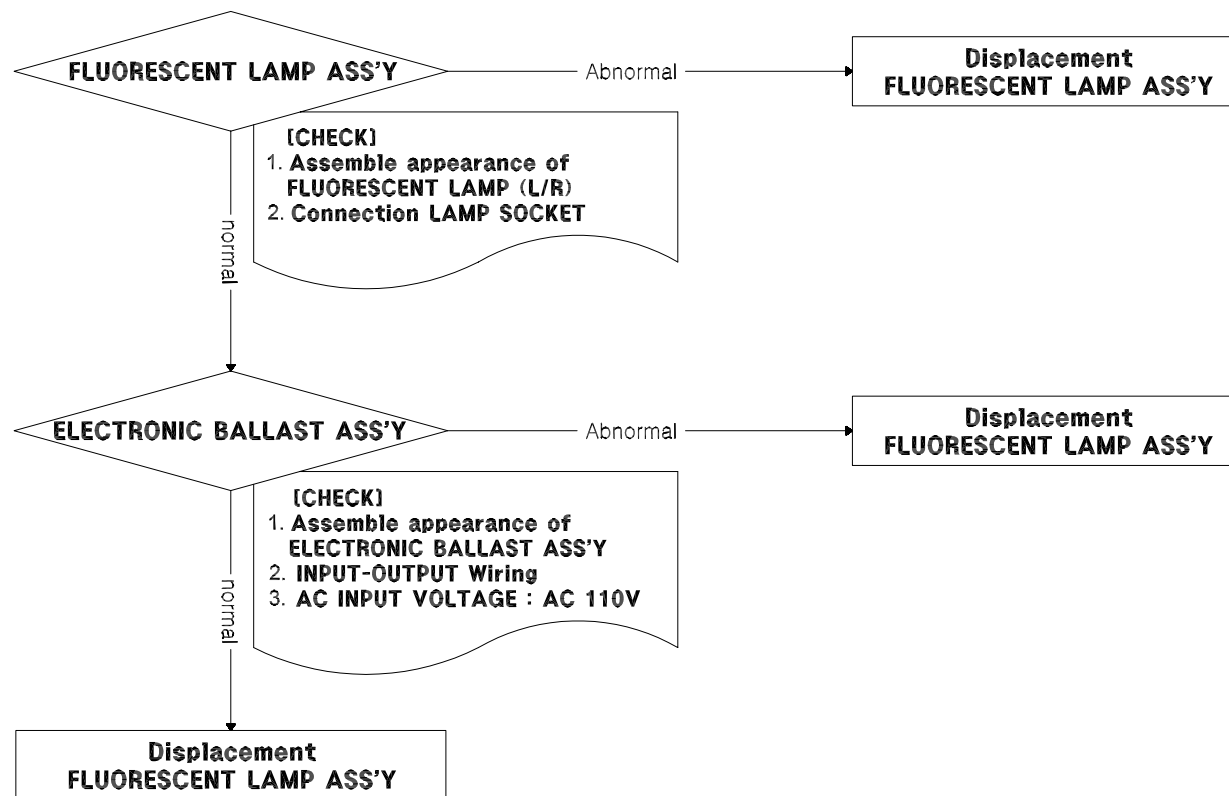 FLUORESCENT LAMP ASS'Y
Abnormal
Displacement
FLUORESCENT LAMP ASS'Y
[CHECK]
1. Assemble appearance of
FLUORESCENT LAMP (L/R)
2. Connection LAMP SOCKET
normal
ELECTRONIC BALLAST ASS'Y
Abnormal
Displacement
FLUORESCENT LAMP ASS'Y
[CHECK]
1. Assemble appearance of
ELECTRONIC BALLAST ASS'Y
2. INPUT-OUTPUT Wiring
3. AC INPUT VOLTAGE : AC 110V
normal
Displacement
FLUORESCENT LAMP ASS'Y